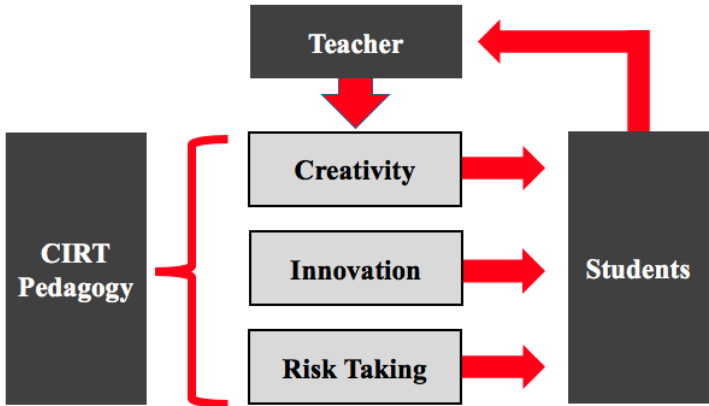 Teacher
Creativity
CIRT
Pedagogy
Innovation
Students
Risk Taking